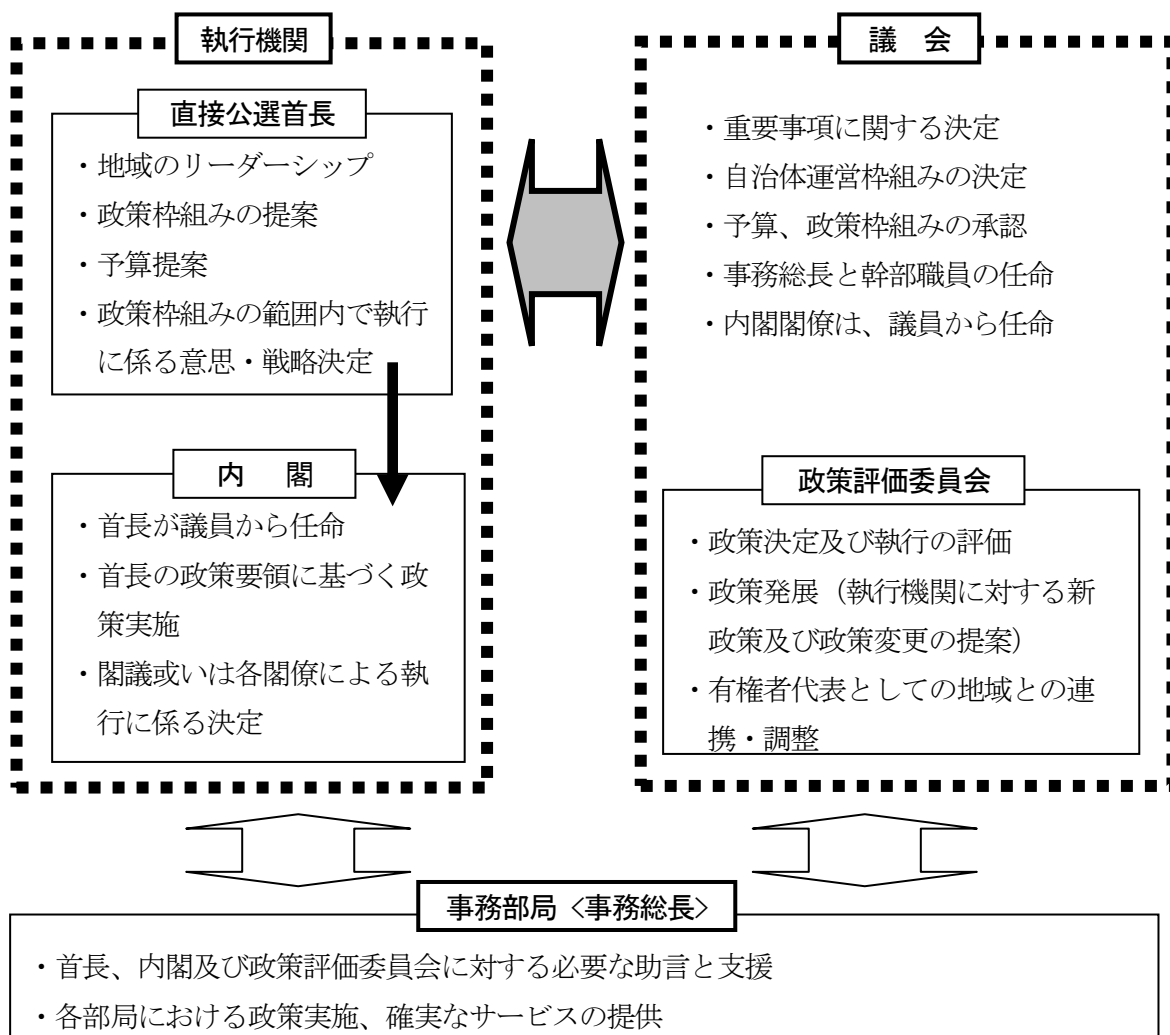 執行機関
直接公選首長
・地域のリーダーシップ
・政策枠組みの提案
・予算提案
・政策枠組みの範囲内で執行
に係る意思・戦略決定
内　閣
・首長が議員から任命
・首長の政策要領に基づく政
策実施
・閣議或いは各閣僚による執
行に係る決定
議　会
・重要事項に関する決定
・自治体運営枠組みの決定
・予算、政策枠組みの承認
・事務総長と幹部職員の任命
・内閣閣僚は、議員から任命
政策評価委員会
・政策決定及び執行の評価
・政策発展（執行機関に対する新
政策及び政策変更の提案）
・有権者代表としての地域との連
携・調整
事務部局〈事務総長〉
・首長、内閣及び政策評価委員会に対する必要な助言と支援
・各部局における政策実施、確実なサービスの提供